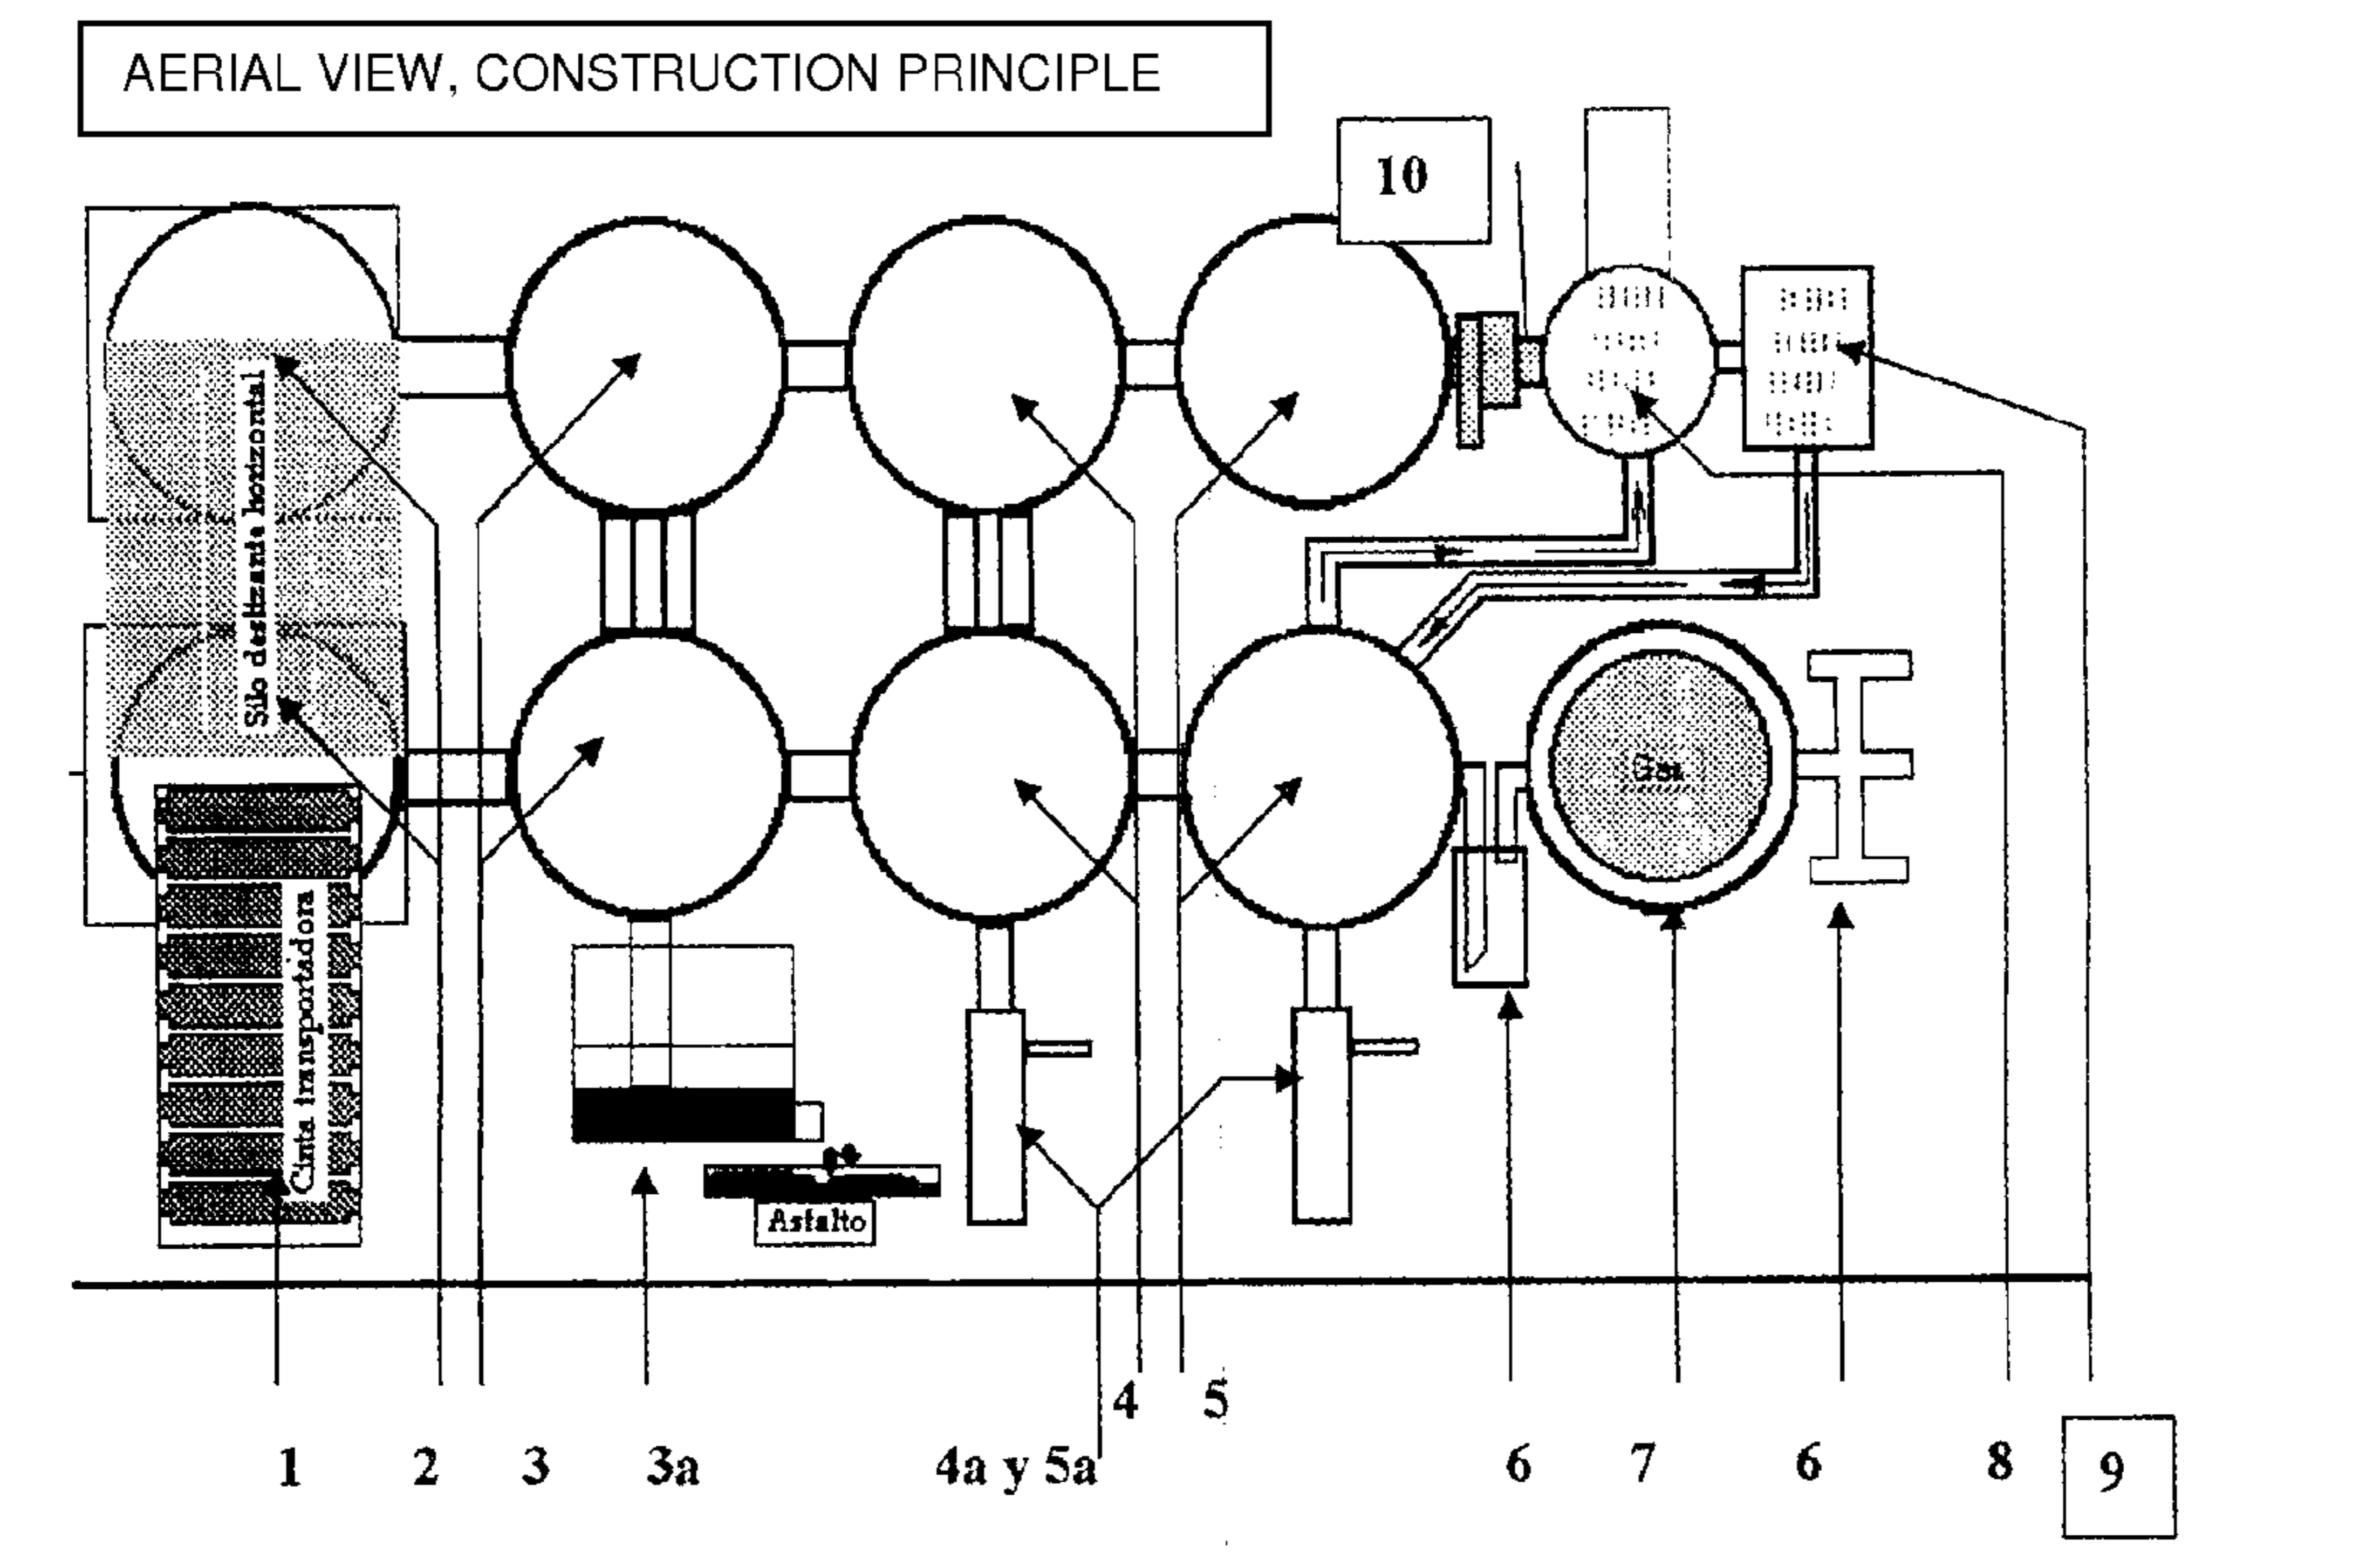 AERIAL VIEW, CONSTRUCTION PRINCIPLE
10
Silo deslizante horizontal
Gas
Cinta transportadora
Asfalto
4 5
1 2 3 3a 4a y 5a 6 7 6 8 9